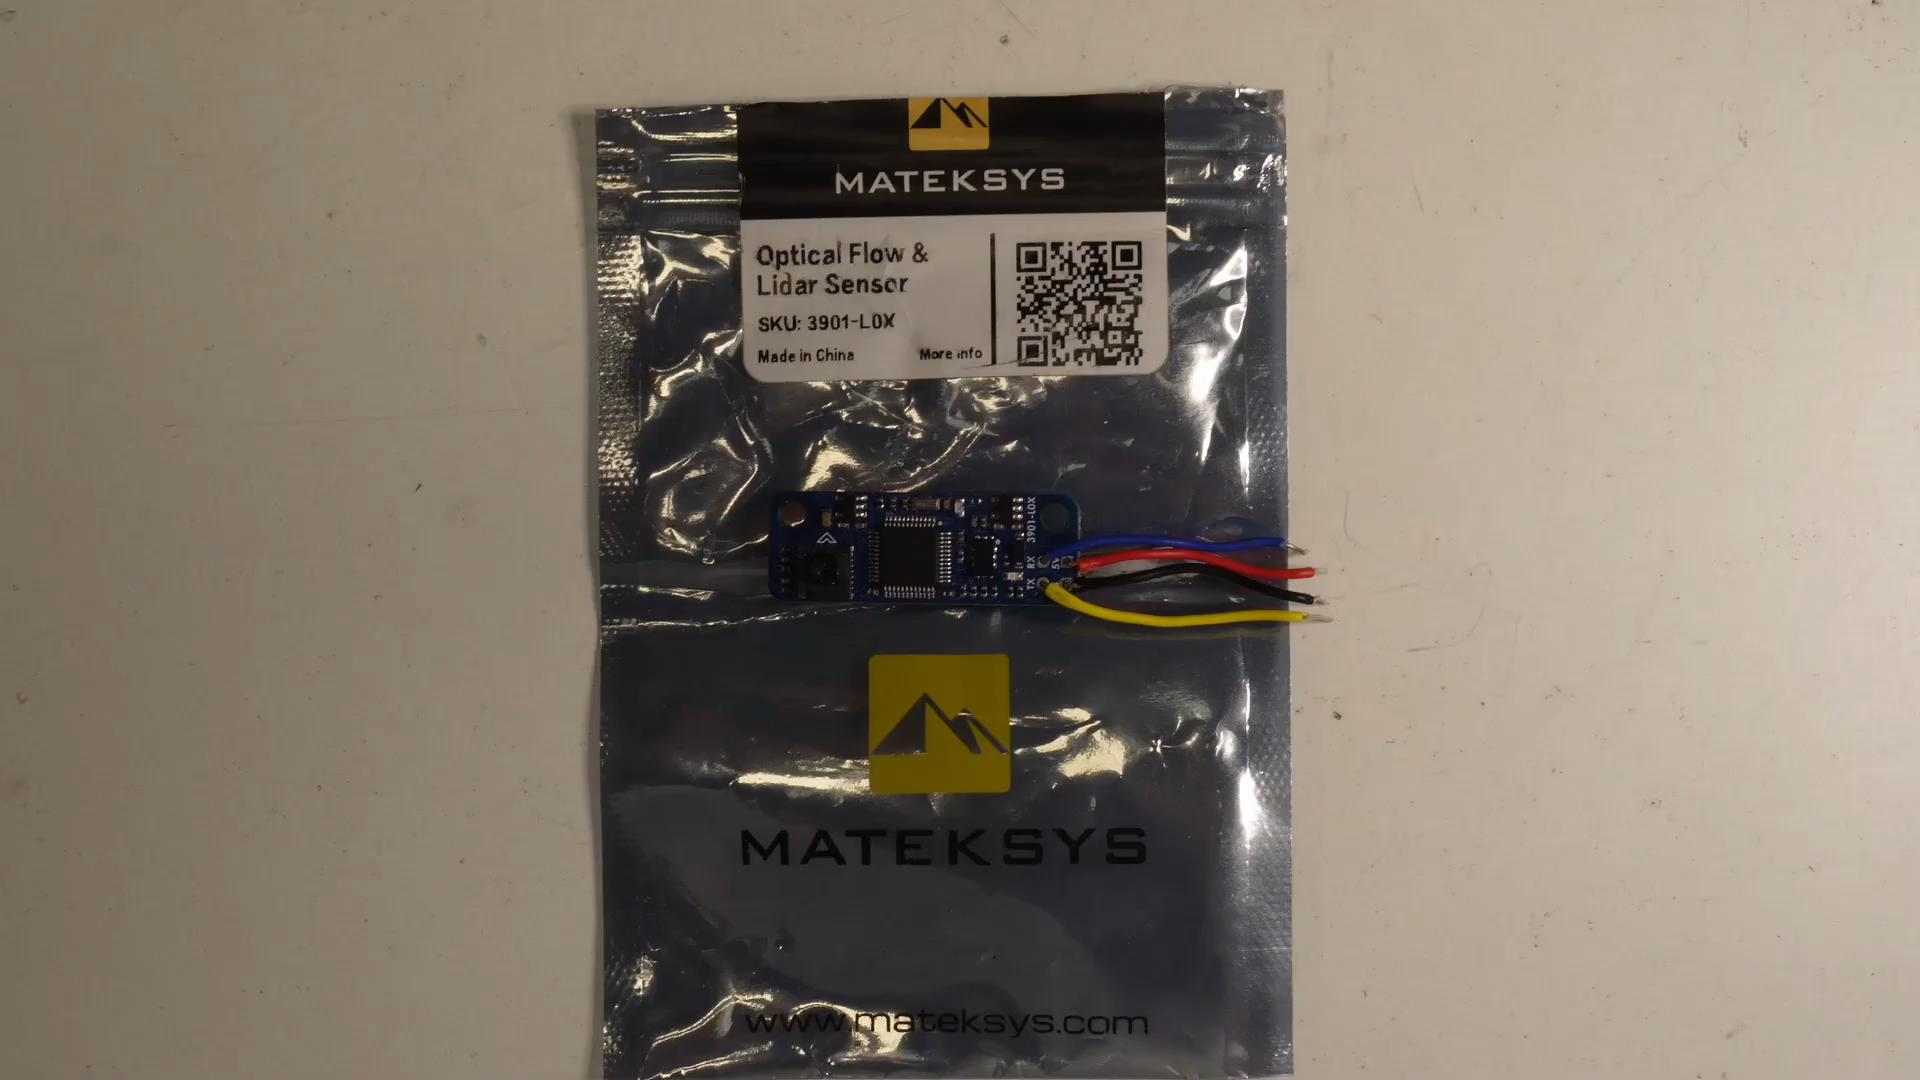 MATEKSYS
Optical Flow &
Lidar Sensor
SKU: 3901-L0X
Made in China
More info
3901-L0X
RX
5V
TX
MATEKSYS
www.mateksys.com